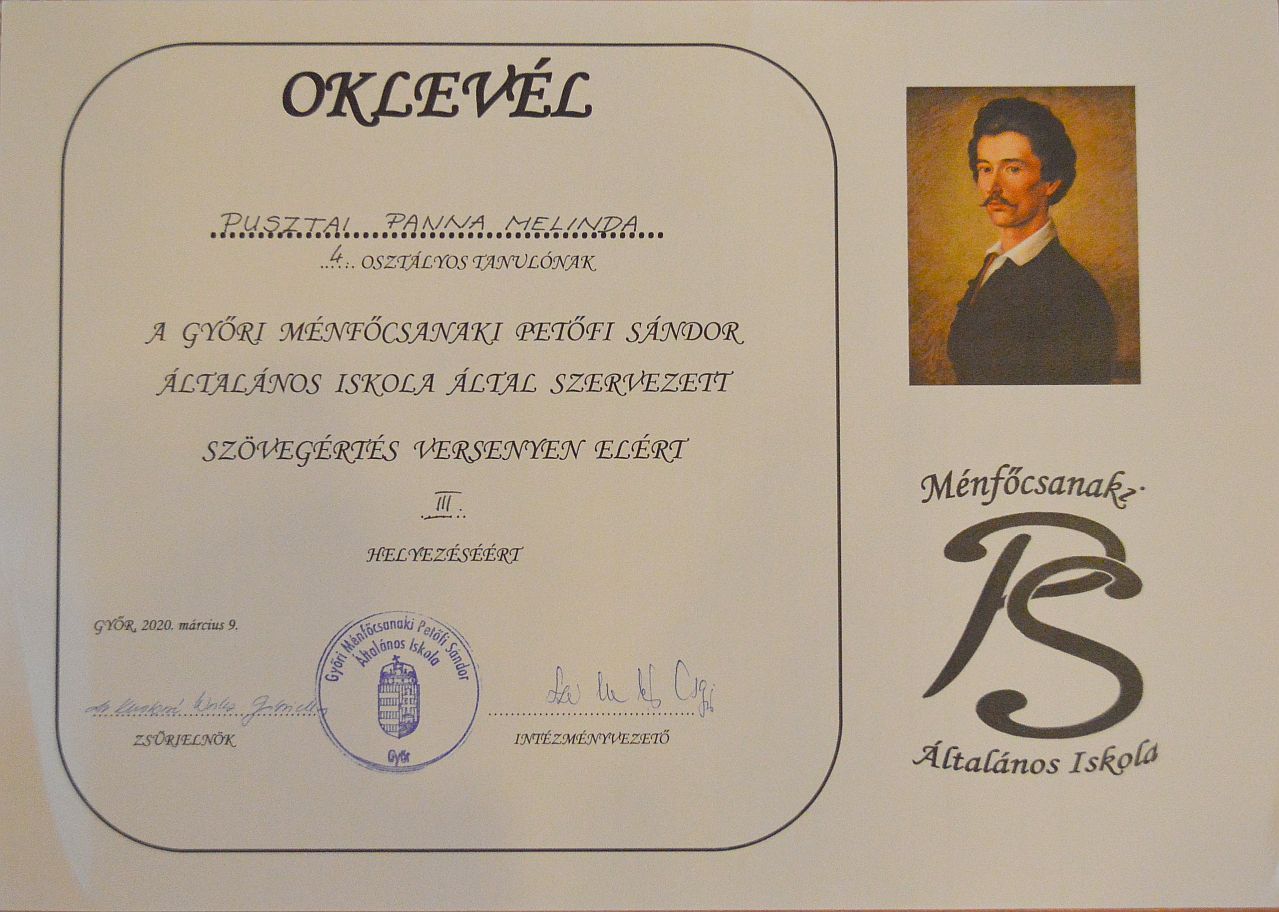 OKLEVÉL
PUSZTAI PANNA MELINDA
4. OSZTÁLYOS TANULÓNAK
A GYŐRI MÉNFŐCSANAKI PETŐFI SÁNDOR
ÁLTALÁNOS ISKOLA ÁLTAL SZERVEZETT
SZÖVEGÉRTÉS VERSENYEN ELÉRT
III.
HELYEZÉSÉÉRT
GYŐR, 2020. március 9.
Győri Ménfőcsanaki Petőfi Sándor
Általános Iskola
Győr
ZSŰRIELNÖK
INTÉZMÉNYVEZETŐ
Ménfőcsanaki
PS
Általános Iskola